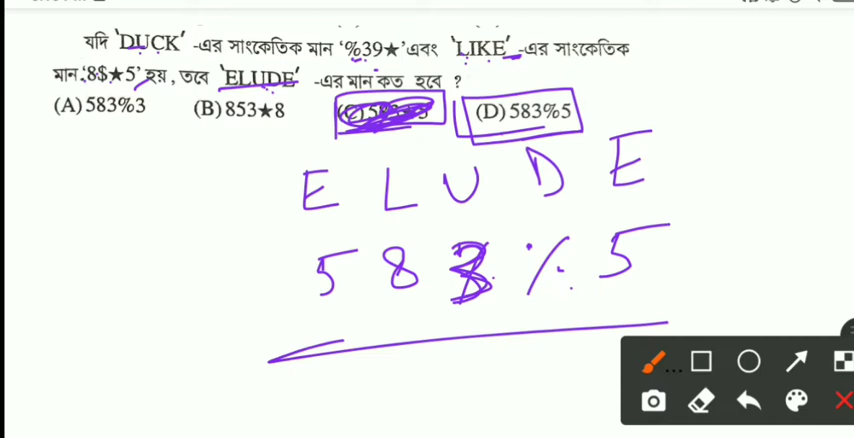 যদি 'DUCK' -এর সাংকেতিক মান '%39★' এবং 'LIKE' -এর সাংকেতিক
মান '8$★5' হয়, তবে 'ELUDE' -এর মান কত হবে ?
(A) 583%3 (B) 853★8 (D) 583%5
E L U D E
5 8 3 % 5